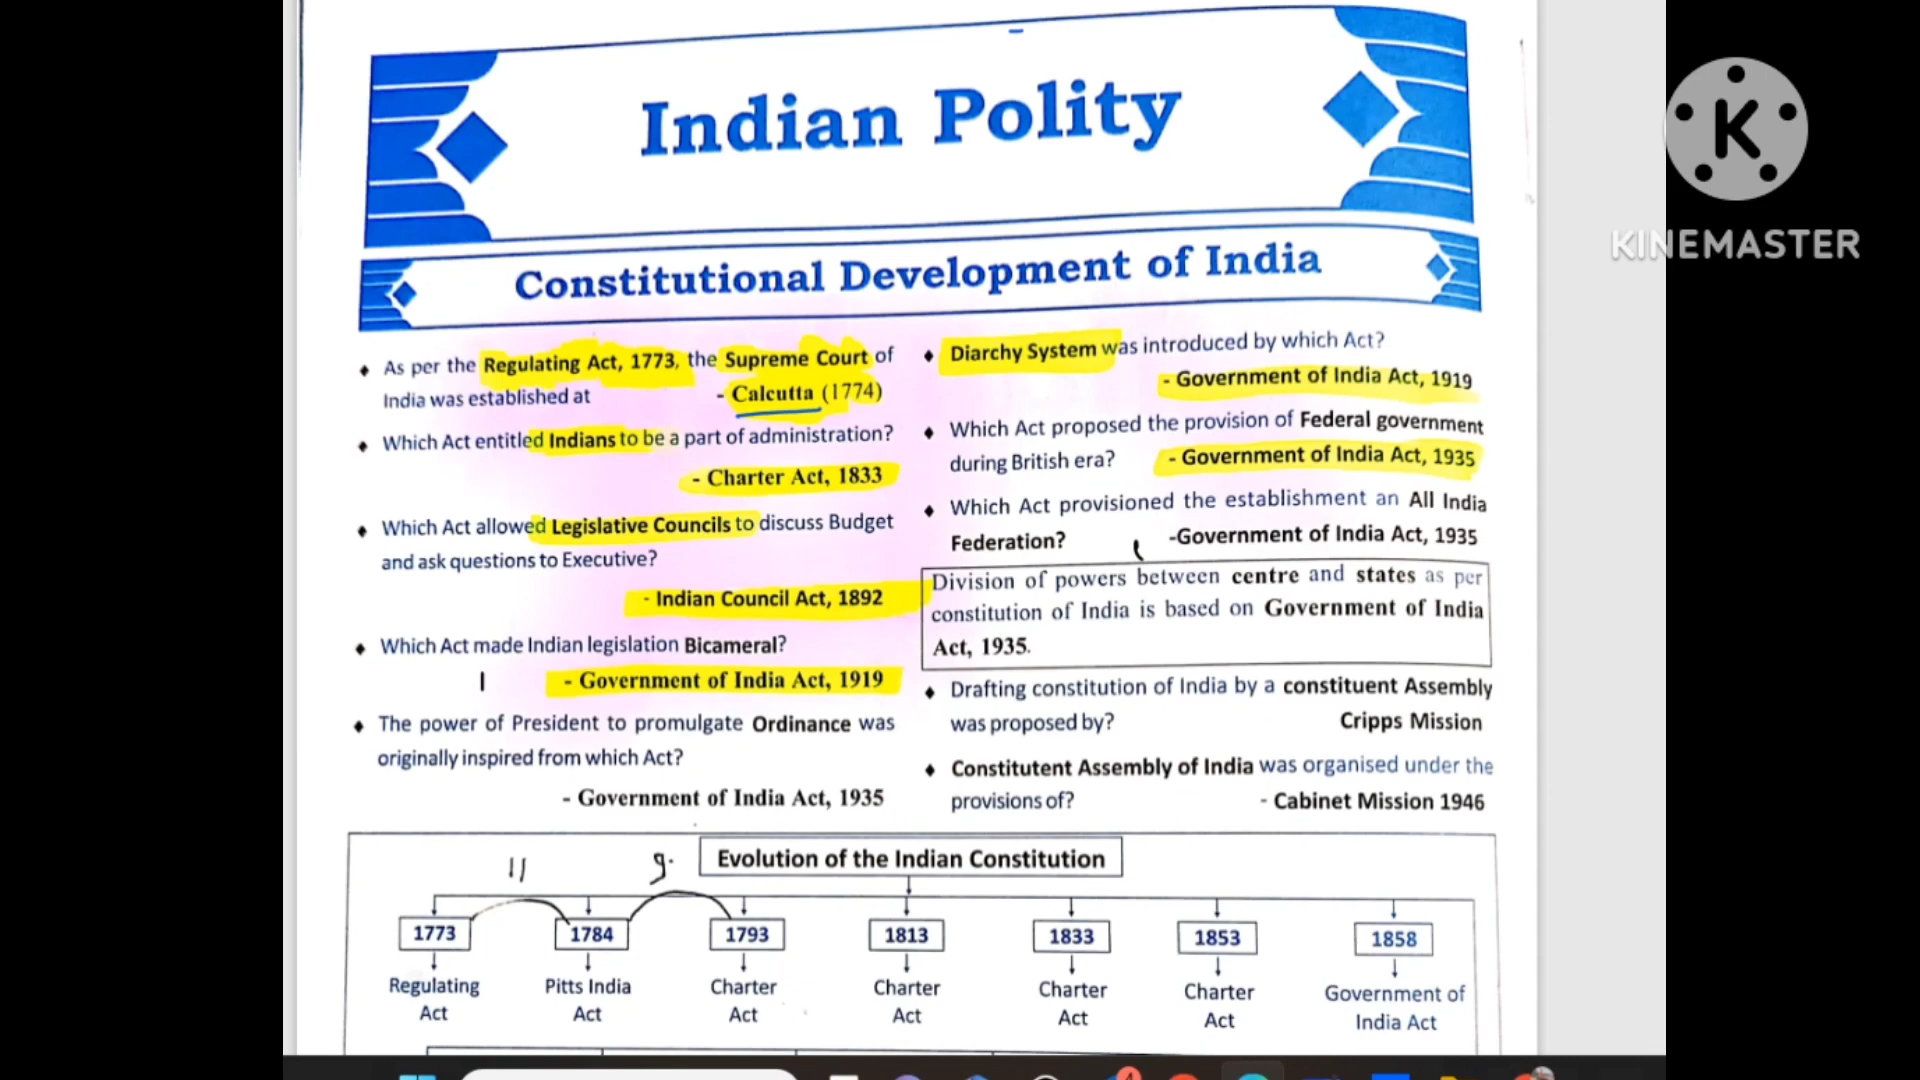 Indian Polity
Constitutional Development of India
♦ As per the Regulating Act, 1773, the Supreme Court of
India was established at - Calcutta (1774)
♦ Which Act entitled Indians to be a part of administration?
- Charter Act, 1833
♦ Which Act allowed Legislative Councils to discuss Budget
and ask questions to Executive?
- Indian Council Act, 1892
♦ Which Act made Indian legislation Bicameral?
- Government of India Act, 1919
♦ The power of President to promulgate Ordinance was
originally inspired from which Act?
- Government of India Act, 1935
♦ Diarchy System was introduced by which Act?
- Government of India Act, 1919
♦ Which Act proposed the provision of Federal government
during British era? - Government of India Act, 1935
♦ Which Act provisioned the establishment an All India
Federation? -Government of India Act, 1935
Division of powers between centre and states as per
constitution of India is based on Government of India
Act, 1935.
♦ Drafting constitution of India by a constituent Assembly
was proposed by? Cripps Mission
♦ Constitutent Assembly of India was organised under the
provisions of? - Cabinet Mission 1946
11 9.
Evolution of the Indian Constitution
1773 1784 1793 1813 1833 1853 1858
Regulating Pitts India Charter Charter Charter Charter Government of
Act Act Act Act Act Act India Act
K
KINEMASTER
4